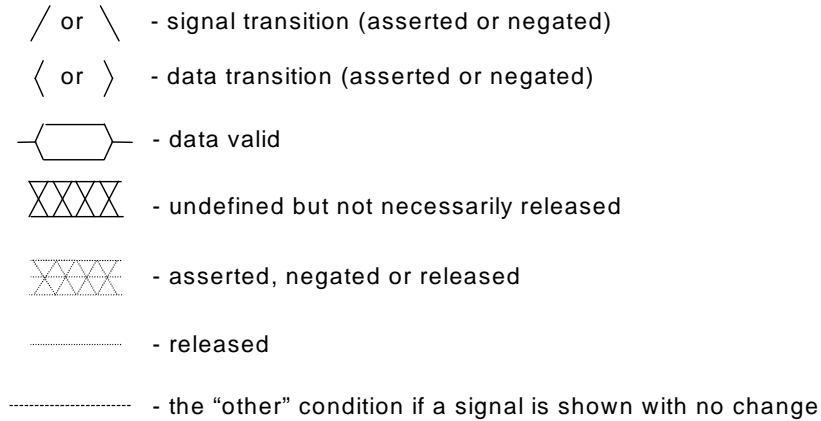 or - signal transition (asserted or negated)
or - data transition (asserted or negated)
- data valid
- undefined but not necessarily released
- asserted, negated or released
- released
- the “other” condition if a signal is shown with no change